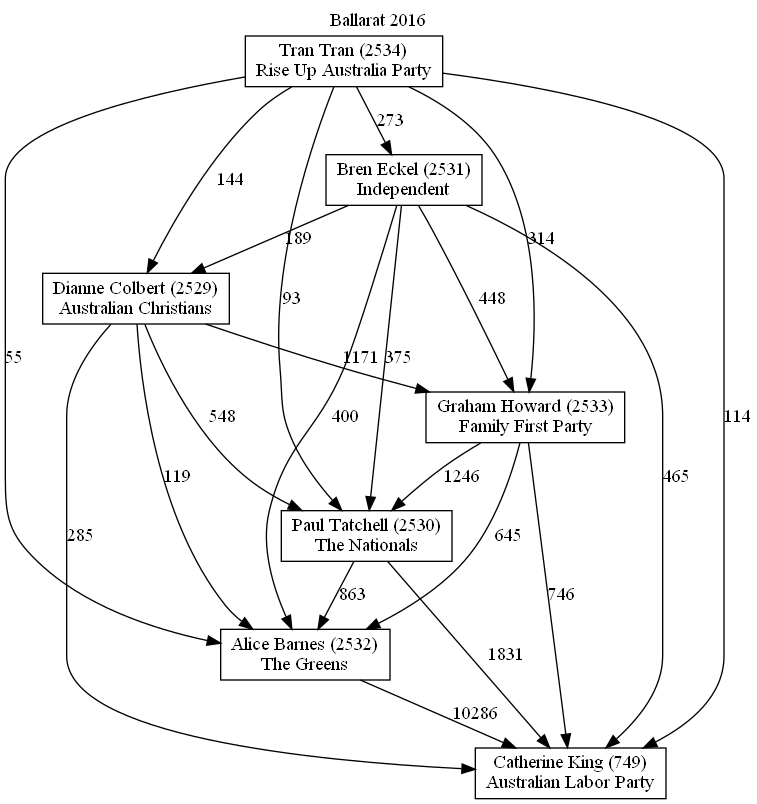 Ballarat 2016
Tran Tran (2534)
Rise Up Australia Party
273
144
Bren Eckel (2531)
Independent
189
314
Dianne Colbert (2529)
Australian Christians
93
448
55
1171
375
Graham Howard (2533)
Family First Party
548
400
114
119
1246
465
Paul Tatchell (2530)
The Nationals
285
645
863
746
Alice Barnes (2532)
The Greens
1831
10286
Catherine King (749)
Australian Labor Party